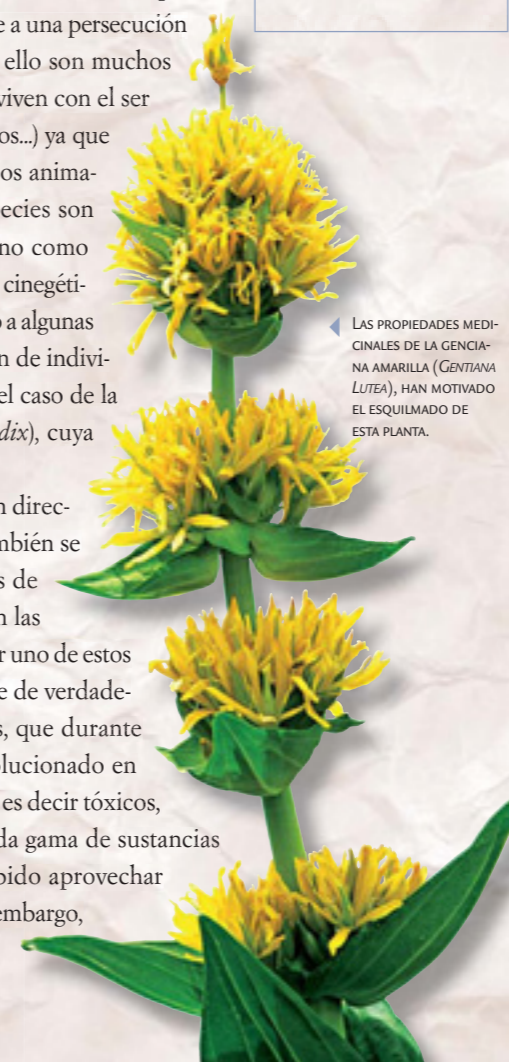 e a una persecución
ello son muchos
viven con el ser
os...) ya que
os anima-
ecies son
no como
cinegéti-
o a algunas
n de indivi-
el caso de la
dix), cuya
n direc-
mbién se
s de
n las
r uno de estos
e de verdade-
s, que durante
olucionado en
es decir tóxicos,
da gama de sustancias
bido aprovechar
embargo,
LAS PROPIEDADES MEDI-
CINALES DE LA GENCIA-
NA AMARILLA (GENTIANA
LUTEA), HAN MOTIVADO
EL ESQUILMADO DE
ESTA PLANTA.